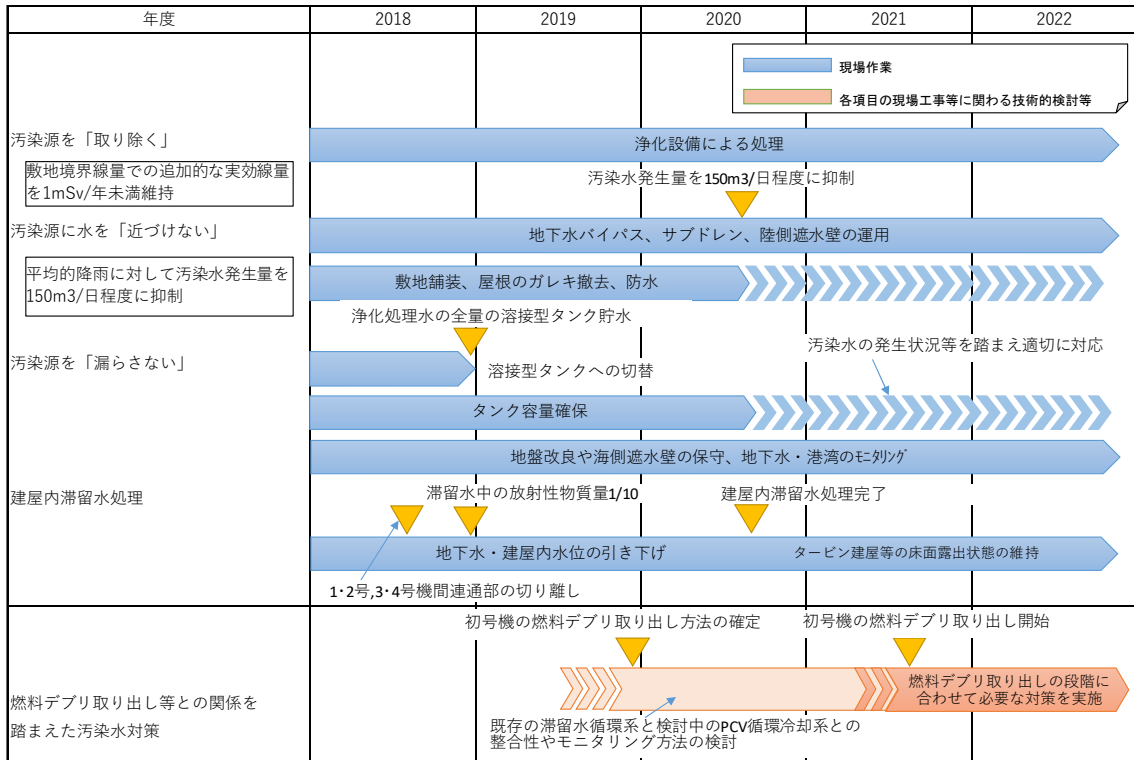 年度 2018 2019 2020 2021 2022
現場作業
各項目の現場工事等に関わる技術的検討等
汚染源を「取り除く」
浄化設備による処理
敷地境界線量での追加的な実効線量
を1mSv/年未満維持
汚染水発生量を150m3/日程度に抑制
汚染源に水を「近づけない」
地下水バイパス、サブドレン、陸側遮水壁の運用
平均的降雨に対して汚染水発生量を
150m3/日程度に抑制
敷地舗装、屋根のガレキ撤去、防水
浄化処理水の全量の溶接型タンク貯水
汚染水の発生状況等を踏まえ適切に対応
汚染源を「漏らさない」
溶接型タンクへの切替
タンク容量確保
地盤改良や海側遮水壁の保守、地下水・港湾のﾓﾆﾀﾘﾝｸﾞ
建屋内滞留水処理
滞留水中の放射性物質量1/10
建屋内滞留水処理完了
地下水・建屋内水位の引き下げ
タービン建屋等の床面露出状態の維持
1･2号,3･4号機間連通部の切り離し
初号機の燃料デブリ取り出し方法の確定
初号機の燃料デブリ取り出し開始
燃料デブリ取り出しの段階に
合わせて必要な対策を実施
燃料デブリ取り出し等との関係を
踏まえた汚染水対策
既存の滞留水循環系と検討中のPCV循環冷却系との
整合性やモニタリング方法の検討